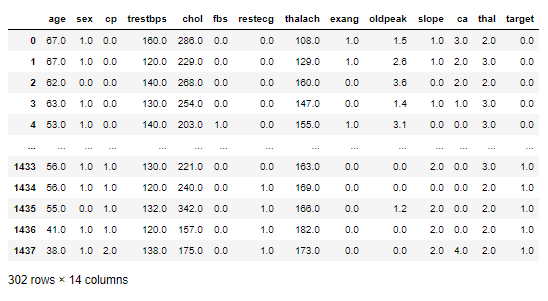 age sex cp trestbps chol fbs restecg thalach exang oldpeak slope ca thal target
0 67.0 1.0 0.0 160.0 286.0 0.0 0.0 108.0 1.0 1.5 1.0 3.0 2.0 0.0
1 67.0 1.0 0.0 120.0 229.0 0.0 0.0 129.0 1.0 2.6 1.0 2.0 3.0 0.0
2 62.0 0.0 0.0 140.0 268.0 0.0 0.0 160.0 0.0 3.6 0.0 2.0 2.0 0.0
3 63.0 1.0 0.0 130.0 254.0 0.0 0.0 147.0 0.0 1.4 1.0 1.0 3.0 0.0
4 53.0 1.0 0.0 140.0 203.0 1.0 0.0 155.0 1.0 3.1 0.0 0.0 3.0 0.0
... ... ... ... ... ... ... ... ... ... ... ... ... ... ...
1433 56.0 1.0 1.0 130.0 221.0 0.0 0.0 163.0 0.0 0.0 2.0 0.0 3.0 1.0
1434 56.0 1.0 1.0 120.0 240.0 0.0 1.0 169.0 0.0 0.0 0.0 0.0 2.0 1.0
1435 55.0 0.0 1.0 132.0 342.0 0.0 1.0 166.0 0.0 1.2 2.0 0.0 2.0 1.0
1436 41.0 1.0 1.0 120.0 157.0 0.0 1.0 182.0 0.0 0.0 2.0 0.0 2.0 1.0
1437 38.0 1.0 2.0 138.0 175.0 0.0 1.0 173.0 0.0 0.0 2.0 4.0 2.0 1.0
302 rows × 14 columns